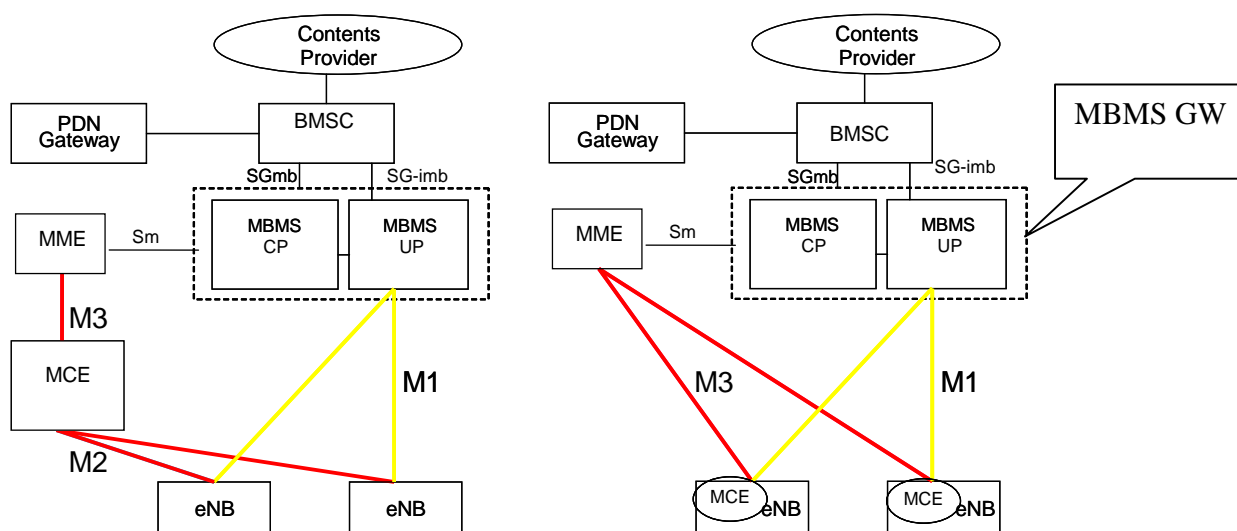 Contents
Provider
PDN
Gateway
BMSC
SGmb
SG-imb
MBMS
CP
MBMS
UP
MME
Sm
M3
MCE
M1
M2
eNB
eNB
Contents
Provider
MBMS GW
PDN
Gateway
BMSC
SGmb
SG-imb
MBMS
CP
MBMS
UP
MME
Sm
M3
M1
MCE
eNB
MCE
eNB